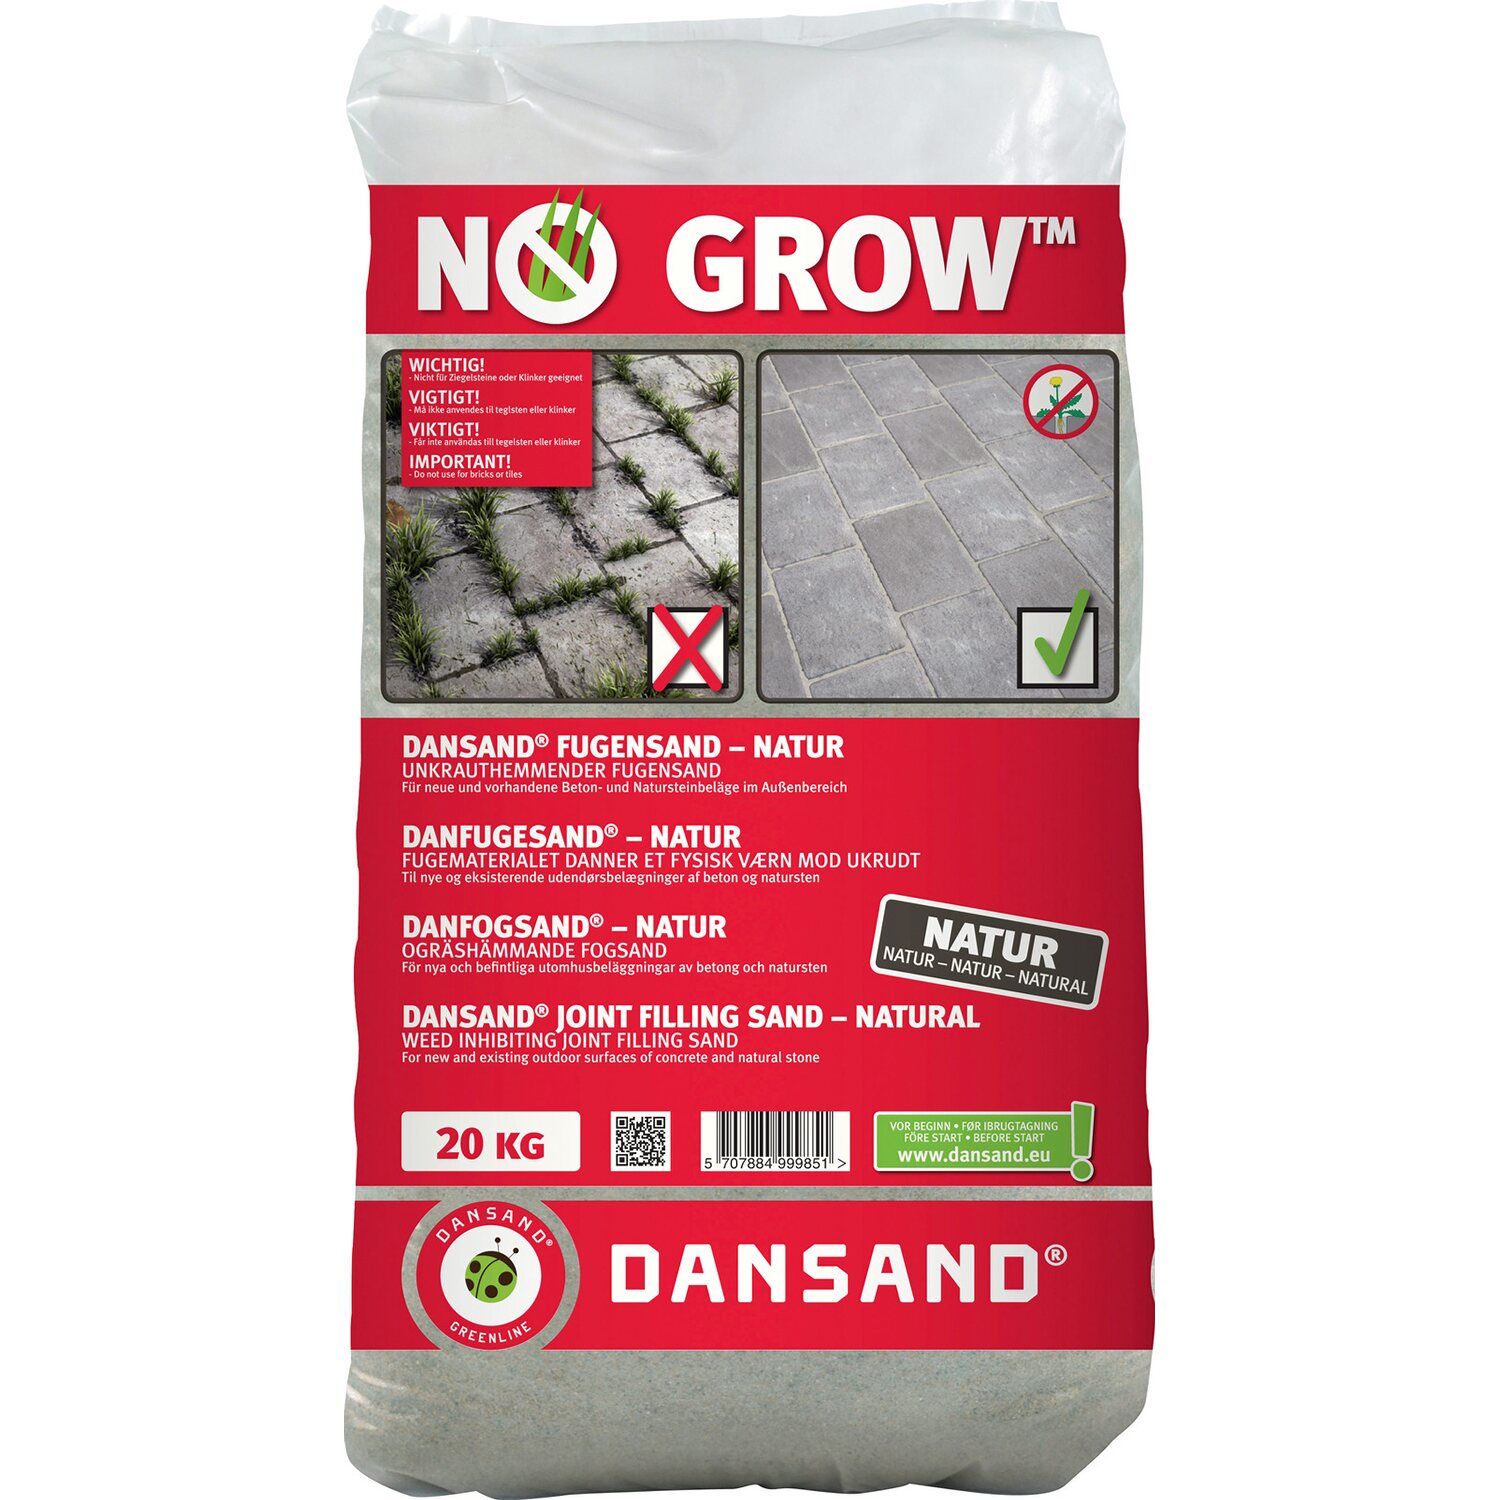 NO GROW™
WICHTIG!
- Nicht für Ziegelsteine oder Klinker geeignet
VIGTIGT!
- Må ikke anvendes til teglsten eller klinker
VIKTIGT!
- Får inte användas till tegelsten eller klinker
IMPORTANT!
- Do not use for bricks or tiles
DANSAND® FUGENSAND – NATUR
UNKRAUTHEMMENDER FUGENSAND
Für neue und vorhandene Beton- und Natursteinbeläge im Außenbereich
DANFUGESAND® – NATUR
FUGEMATERIALET DANNER ET FYSISK VÆRN MOD UKRUDT
Til nye og eksisterende udendørsbelægninger af beton og natursten
DANFOGSAND® – NATUR
OGRÄSHÄMMANDE FOGSAND
För nya och befintliga utomhusbeläggningar av betong och natursten
NATUR
NATUR – NATUR – NATURAL
DANSAND® JOINT FILLING SAND – NATURAL
WEED INHIBITING JOINT FILLING SAND
For new and existing outdoor surfaces of concrete and natural stone
20 KG
5 707884 999851 >
VOR BEGINN • FØR IBRUGTAGNING
FÖRE START • BEFORE START
www.dansand.eu
DANSAND®
GREENLINE
DANSAND®